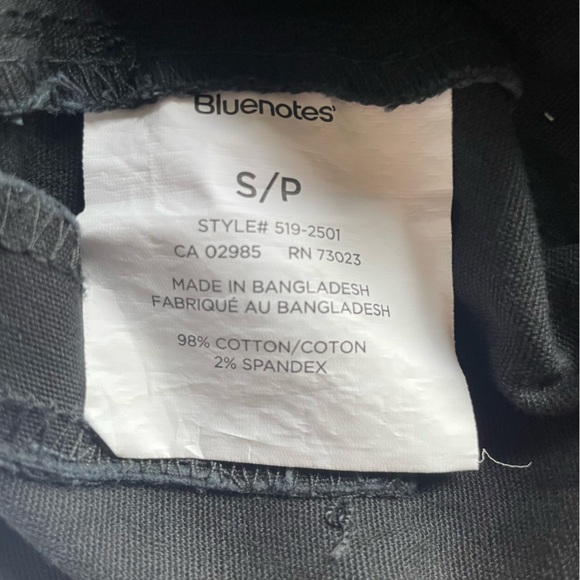 Bluenotes'
S/P
STYLE# 519-2501
CA 02985 RN 73023
MADE IN BANGLADESH
FABRIQUÉ AU BANGLADESH
98% COTTON/COTON
2% SPANDEX